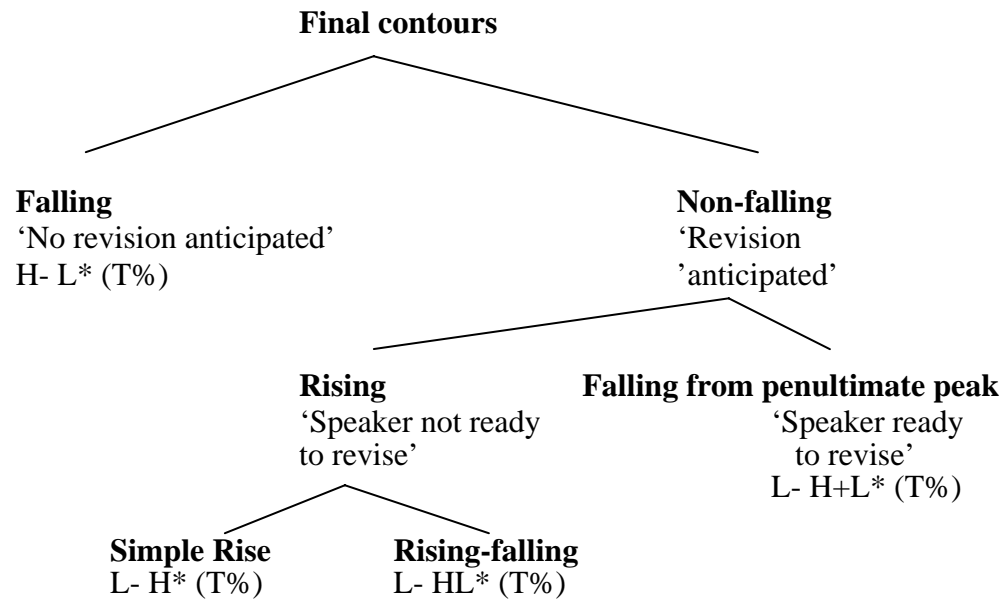 Final contours
Falling
‘No revision anticipated’
H- L* (T%)
Non-falling
‘Revision
’anticipated’
Rising
‘Speaker not ready
to revise’
Falling from penultimate peak
‘Speaker ready
to revise’
L- H+L* (T%)
Simple Rise
L- H* (T%)
Rising-falling
L- HL* (T%)